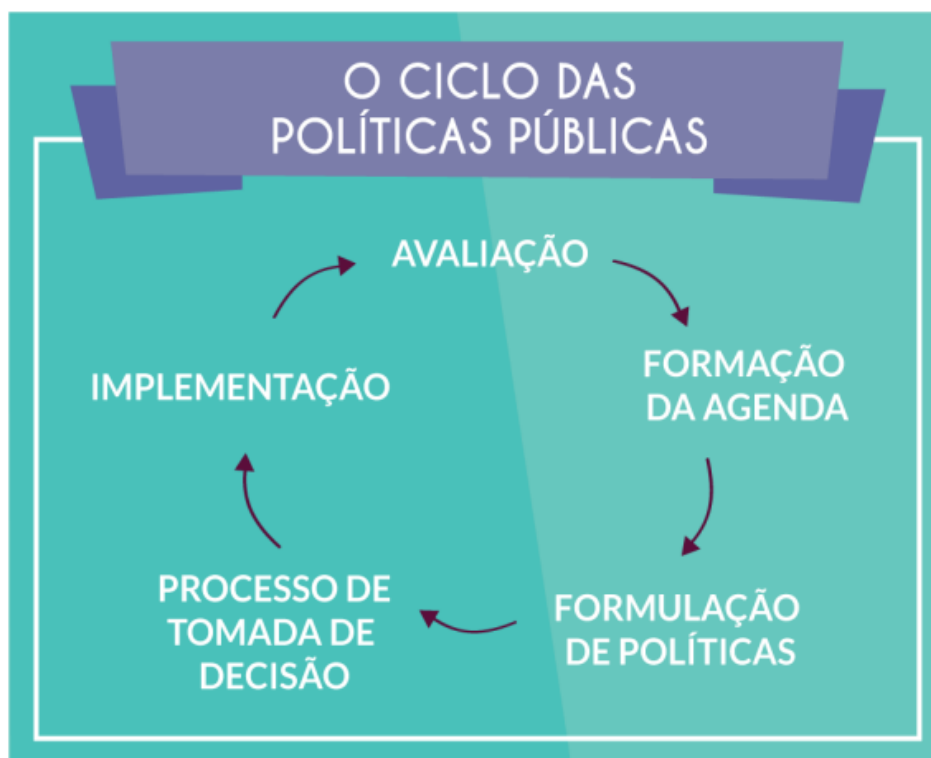 O CICLO DAS
POLÍTICAS PÚBLICAS
AVALIAÇÃO
FORMAÇÃO
DA AGENDA
FORMULAÇÃO
DE POLÍTICAS
PROCESSO DE
TOMADA DE
DECISÃO
IMPLEMENTAÇÃO